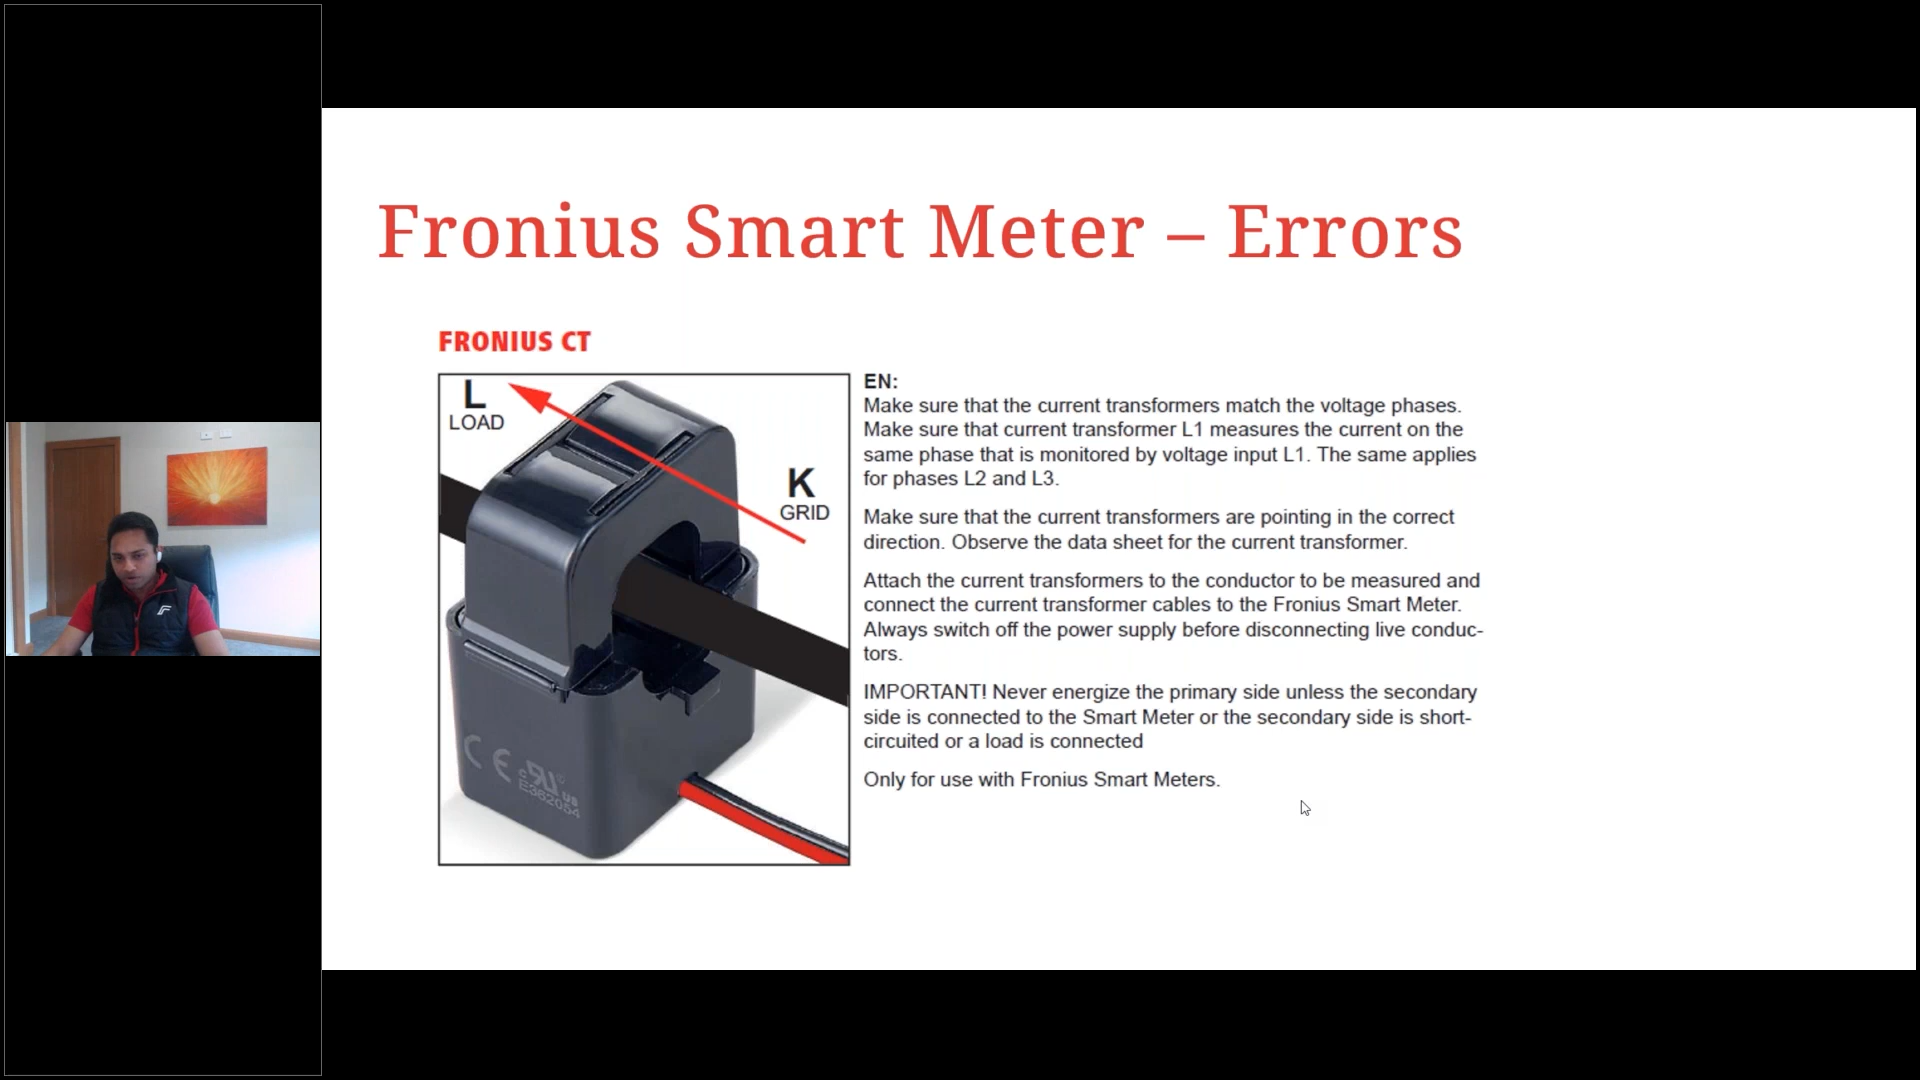 Fronius Smart Meter – Errors
FRONIUS CT
L
LOAD
K
GRID
CE
c UL US
E362054
EN:
Make sure that the current transformers match the voltage phases.
Make sure that current transformer L1 measures the current on the
same phase that is monitored by voltage input L1. The same applies
for phases L2 and L3.
Make sure that the current transformers are pointing in the correct
direction. Observe the data sheet for the current transformer.
Attach the current transformers to the conductor to be measured and
connect the current transformer cables to the Fronius Smart Meter.
Always switch off the power supply before disconnecting live conduc-
tors.
IMPORTANT! Never energize the primary side unless the secondary
side is connected to the Smart Meter or the secondary side is short-
circuited or a load is connected
Only for use with Fronius Smart Meters.